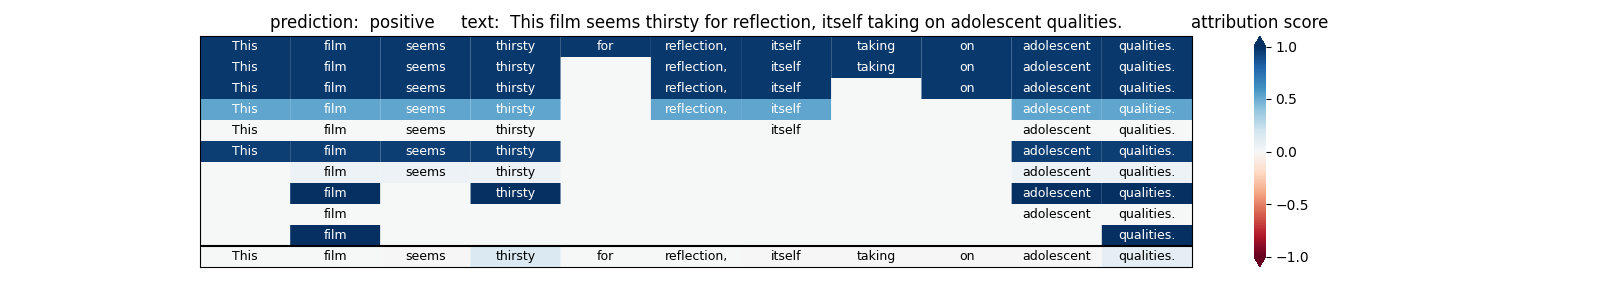 prediction: positive text: This film seems thirsty for reflection, itself taking on adolescent qualities. attribution score
This film seems thirsty for reflection, itself taking on adolescent qualities. 1.0
This film seems thirsty reflection, itself taking on adolescent qualities.
This film seems thirsty reflection, itself on adolescent qualities.
0.5
This film seems thirsty reflection, itself adolescent qualities.
This film seems thirsty itself adolescent qualities.
This film seems thirsty adolescent qualities. 0.0
film seems thirsty adolescent qualities.
film thirsty adolescent qualities.
−0.5
film adolescent qualities.
film qualities.
This film seems thirsty for reflection, itself taking on adolescent qualities. −1.0